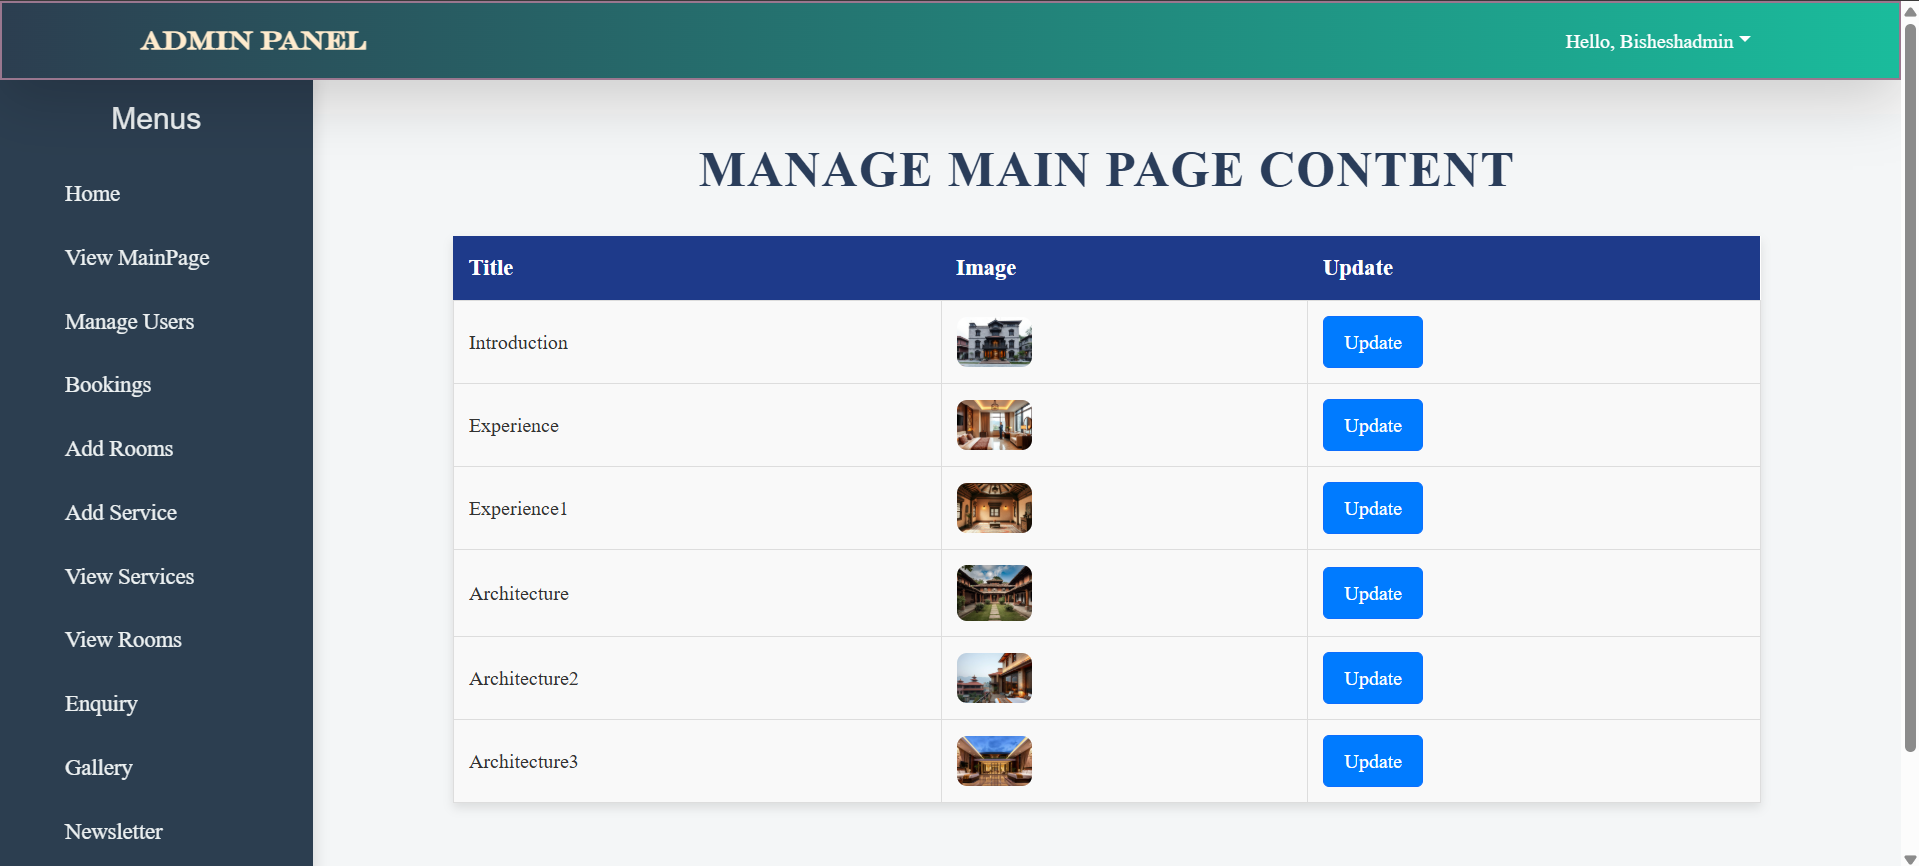 ADMIN PANEL
Hello, Bisheshadmin
Menus
Home
View MainPage
Manage Users
Bookings
Add Rooms
Add Service
View Services
View Rooms
Enquiry
Gallery
Newsletter
MANAGE MAIN PAGE CONTENT
Title Image Update
Introduction Update
Experience Update
Experience1 Update
Architecture Update
Architecture2 Update
Architecture3 Update